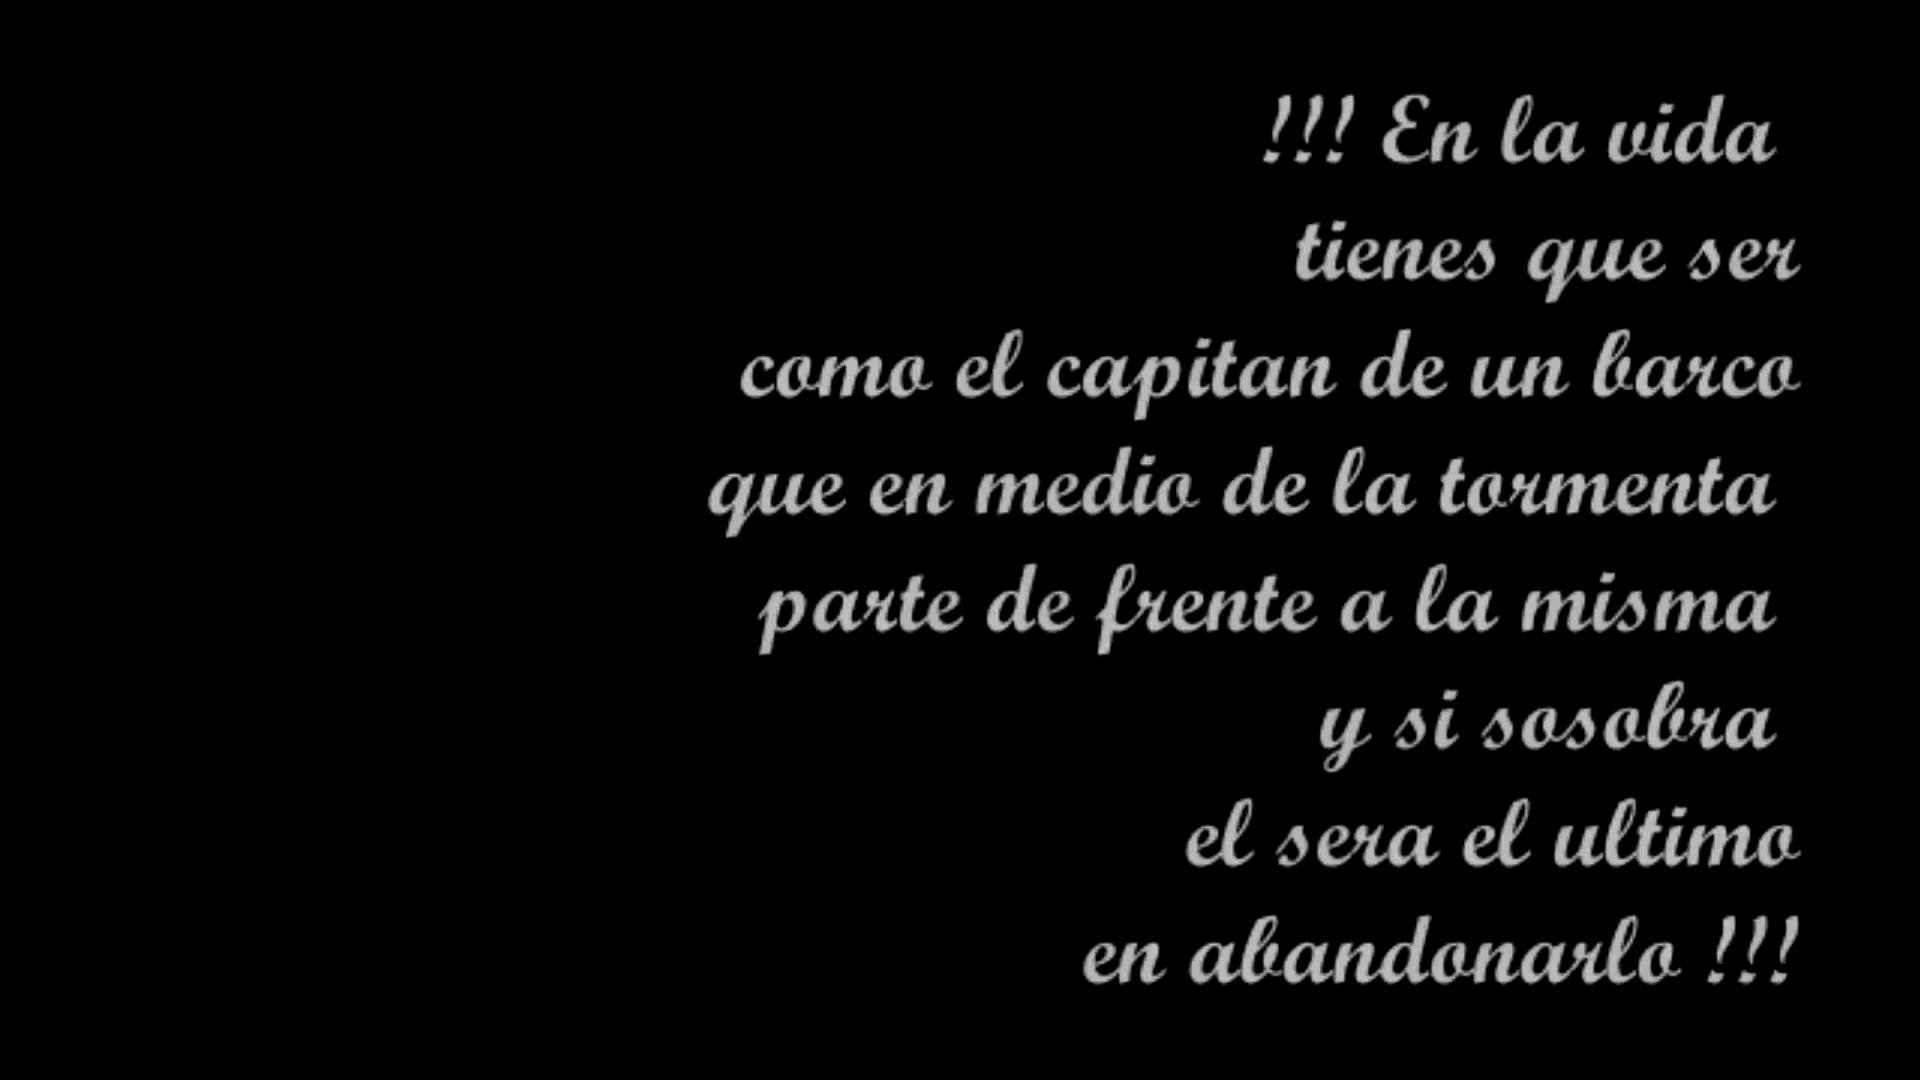 !!! En la vida
tienes que ser
como el capitan de un barco
que en medio de la tormenta
parte de frente a la misma
y si sosobra
el sera el ultimo
en abandonarlo !!!